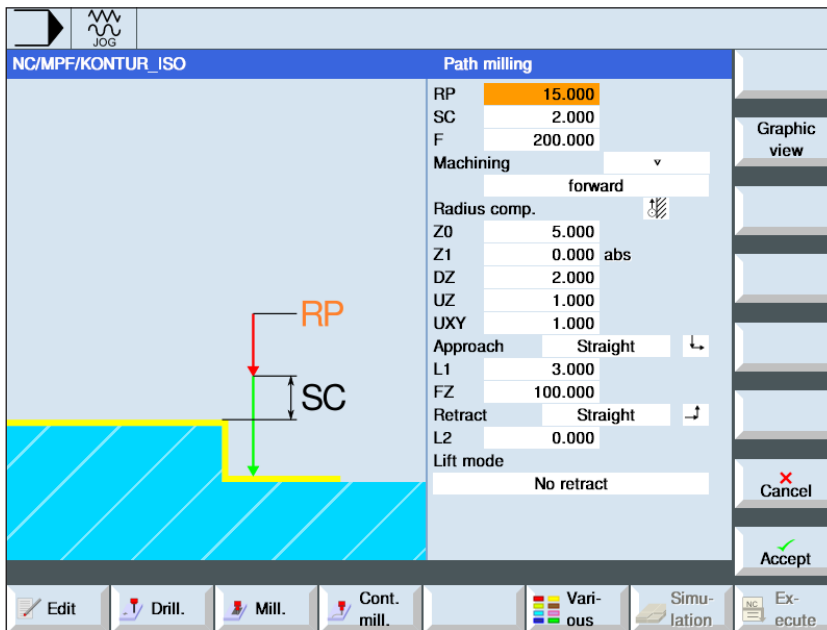 JOG
NC/MPF/KONTUR_ISO
Path milling
RP 15.000
SC 2.000
F 200.000
Machining v
forward
Radius comp.
Z0 5.000
Z1 0.000 abs
DZ 2.000
UZ 1.000
UXY 1.000
Approach Straight
L1 3.000
FZ 100.000
Retract Straight
L2 0.000
Lift mode
No retract
RP
SC
Graphic
view
Cancel
Accept
Edit
Drill.
Mill.
Cont.
mill.
Vari-
ous
Simu-
lation
NC
Ex-
ecute